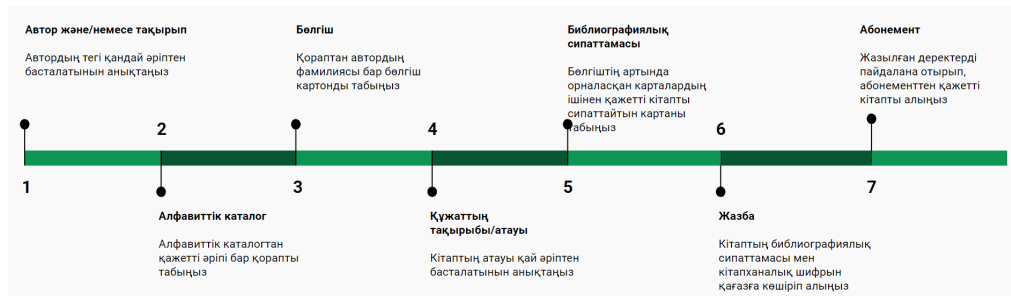 Автор және/немесе тақырып
Автордың тегі қандай әріптен
басталатынын анықтаңыз
1
2
Алфавиттік каталог
Алфавиттік каталогтан
қажетті әріпі бар қорапты
табыңыз
Бөлгіш
Қораптан автордың
фамилиясы бар бөлгіш
картонды табыңыз
3
4
Құжаттың
тақырыбы/атауы
Кітаптың атауы қай әріптен
басталатынын анықтаңыз
Библиографиялық
сипаттамасы
Бөлгіштің артында
орналасқан карталардың
ішінен қажетті кітапты
сипаттайтын картаны
табыңыз
5
6
Жазба
Кітаптың библиографиялық
сипаттамасы мен
кітапханалық шифрын
қағазға көшіріп алыңыз
Абонемент
Жазылған деректерді
пайдалана отырып,
абонементтен қажетті
кітапты алыңыз
7